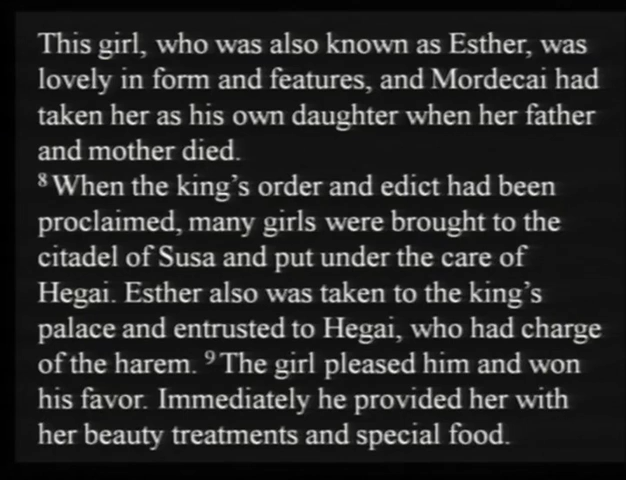 This girl, who was also known as Esther, was
lovely in form and features, and Mordecai had
taken her as his own daughter when her father
and mother died.
⁸ When the king's order and edict had been
proclaimed, many girls were brought to the
citadel of Susa and put under the care of
Hegai. Esther also was taken to the king's
palace and entrusted to Hegai, who had charge
of the harem. ⁹ The girl pleased him and won
his favor. Immediately he provided her with
her beauty treatments and special food.